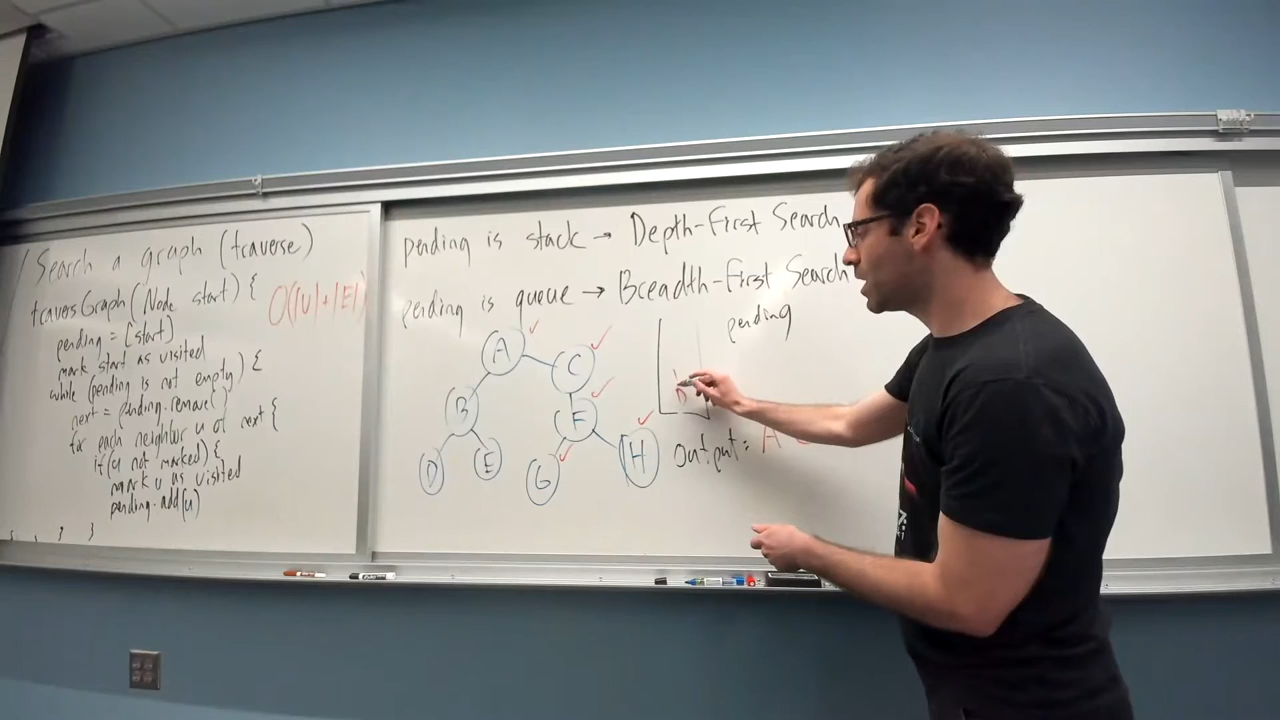 / Search a graph (traverse)
traversGraph(Node start) {
O(|V|+|E|)
pending = [start]
mark start as visited
while (pending is not empty) {
next = pending.remove(
for each neighbor u of next {
if (u not marked) {
mark u as visited
pending.add(u)
} }
pending is stack → Depth-First Search
pending is queue → Breadth-First Search
pending
A
C
B
F
D
E
G
H
output: A